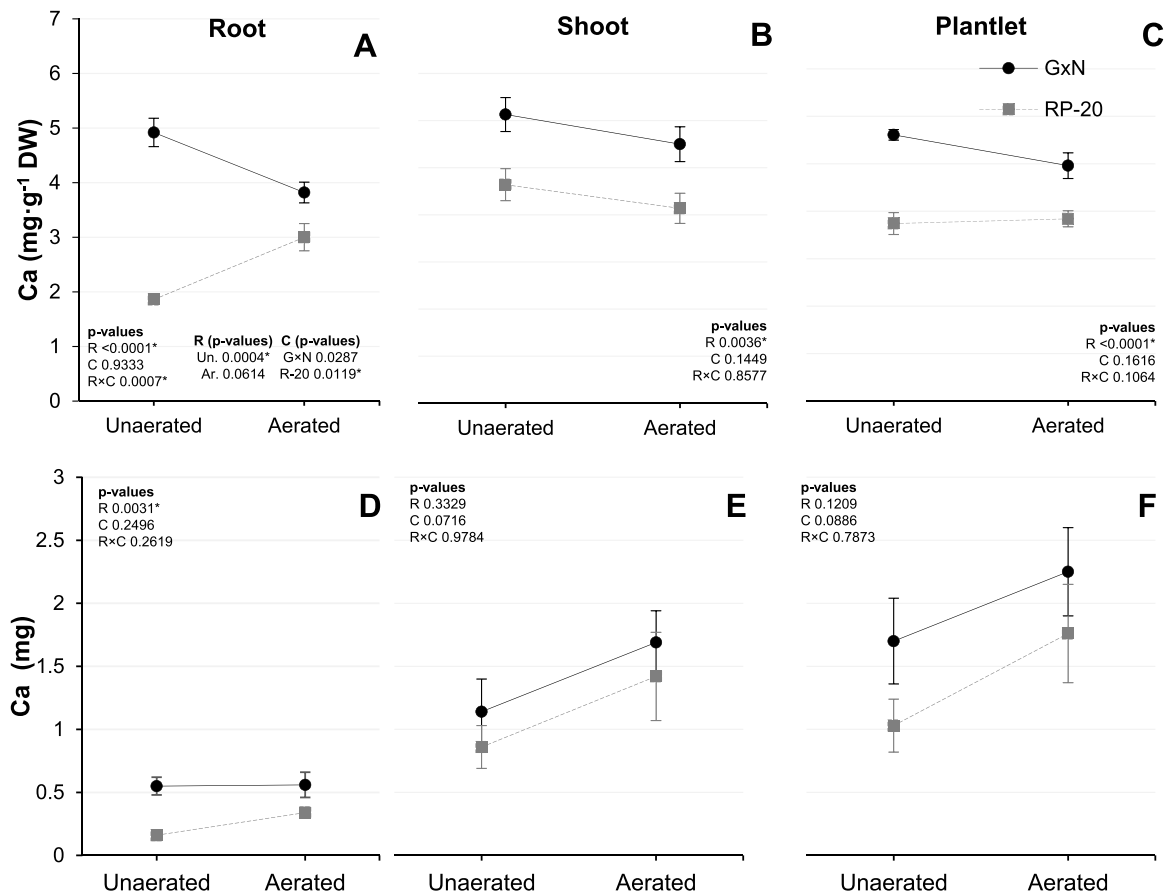 Root
A
Shoot
B
Plantlet
C
GxN
RP-20
Ca (mg·g⁻¹ DW)
7
6
5
4
3
2
1
0
p-values
R <0.0001*
C 0.9333
R×C 0.0007*
R (p-values) C (p-values)
Un. 0.0004* G×N 0.0287
Ar. 0.0614 R-20 0.0119*
p-values
R 0.0036*
C 0.1449
R×C 0.8577
p-values
R <0.0001*
C 0.1616
R×C 0.1064
Unaerated Aerated
Unaerated Aerated
Unaerated Aerated
Ca (mg)
3
2.5
2
1.5
1
0.5
0
p-values
R 0.0031*
C 0.2496
R×C 0.2619
D
p-values
R 0.3329
C 0.0716
R×C 0.9784
E
p-values
R 0.1209
C 0.0886
R×C 0.7873
F
Unaerated Aerated
Unaerated Aerated
Unaerated Aerated